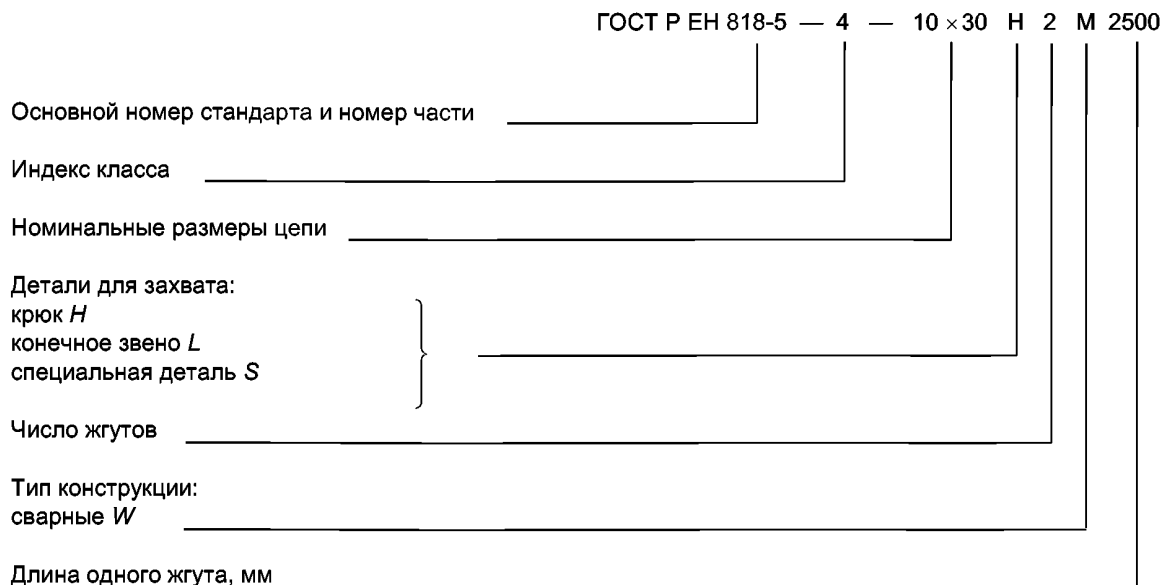 ГОСТ Р ЕН 818-5 — 4 — 10 × 30 Н 2 М 2500
Основной номер стандарта и номер части
Индекс класса
Номинальные размеры цепи
Детали для захвата:
крюк H
конечное звено L
специальная деталь S
Число жгутов
Тип конструкции:
сварные W
Длина одного жгута, мм